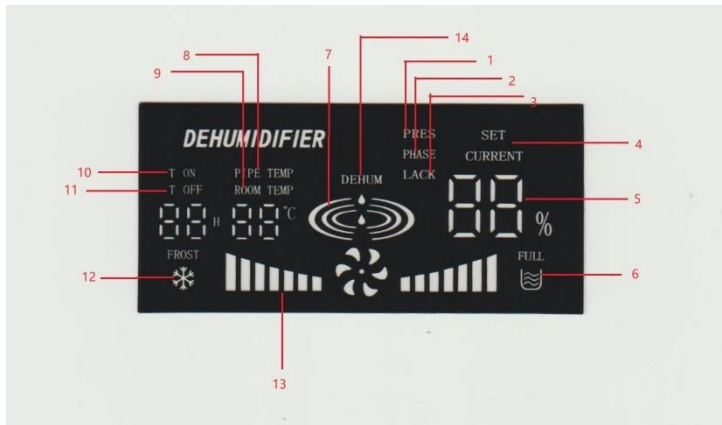 7
8
9
14
1
2
3
DEHUMIDIFIER
PRES
SET
4
PHASE
CURRENT
10
T ON
PIPE TEMP
DEHUM
LACK
11
T OFF
ROOM TEMP
88 H
88 °C
88 %
5
FROST
FULL
12
6
13